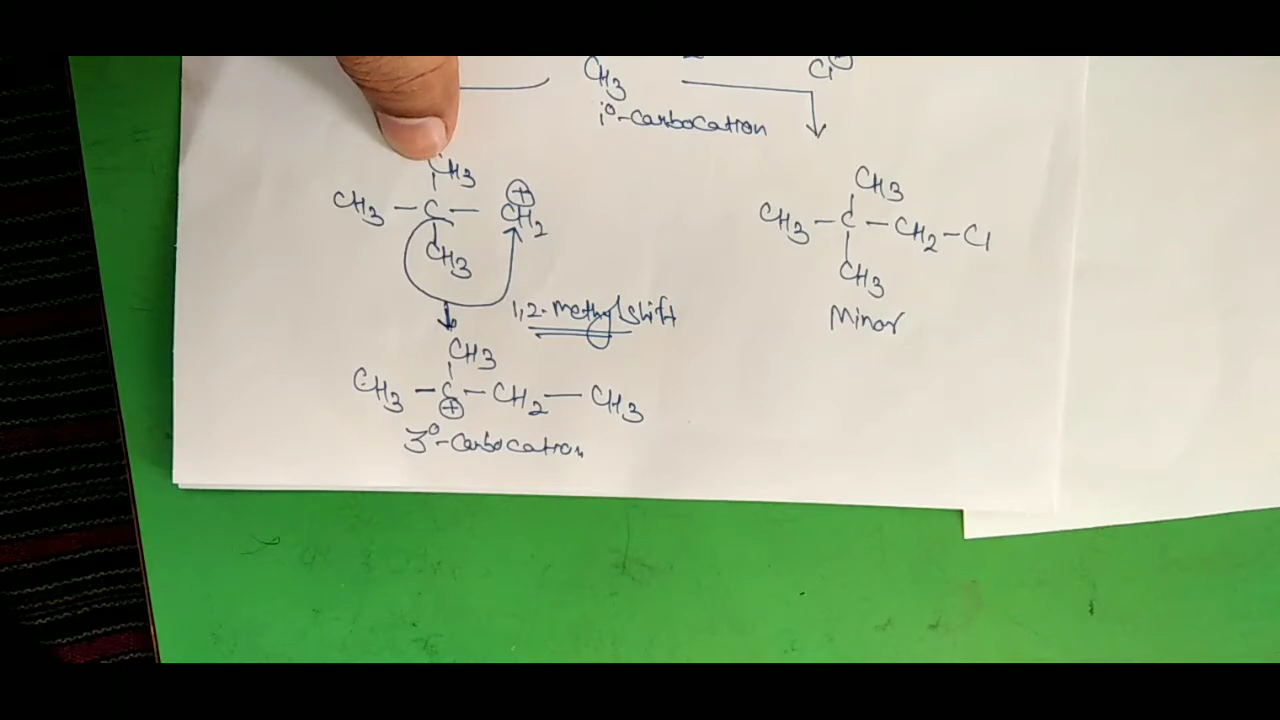 CH3
Cl⊖
1°-carbocation
CH3
CH3 - C - CH2
⊕
CH3
1,2-methyl shift
CH3
CH3 - C - CH2 - CH3
⊕
3°-carbocation
CH3
CH3 - C - CH2 - Cl
CH3
Minor